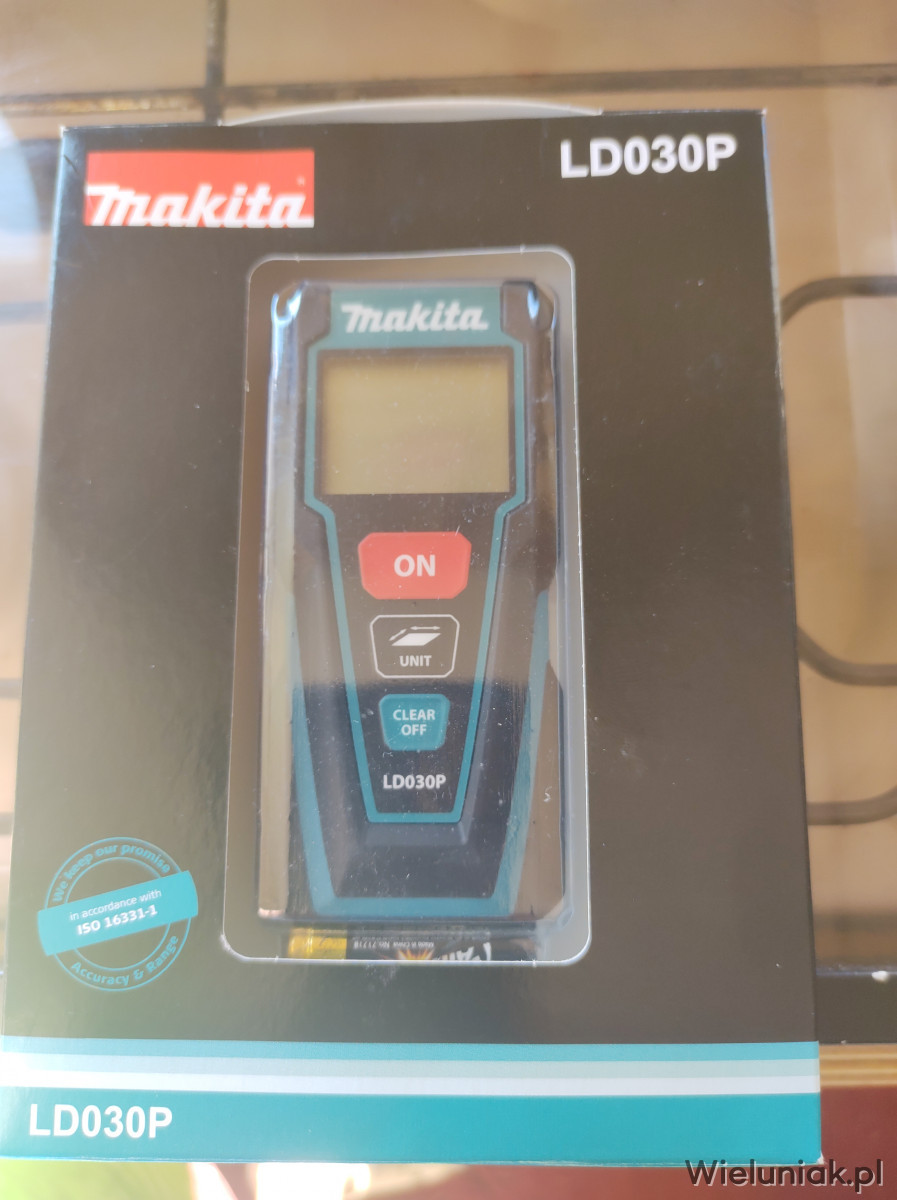 makita
LD030P
makita
ON
UNIT
CLEAR
OFF
LD030P
We keep our promise
in accordance with
ISO 16331-1
Accuracy & Range
LD030P
Wieluniak.pl